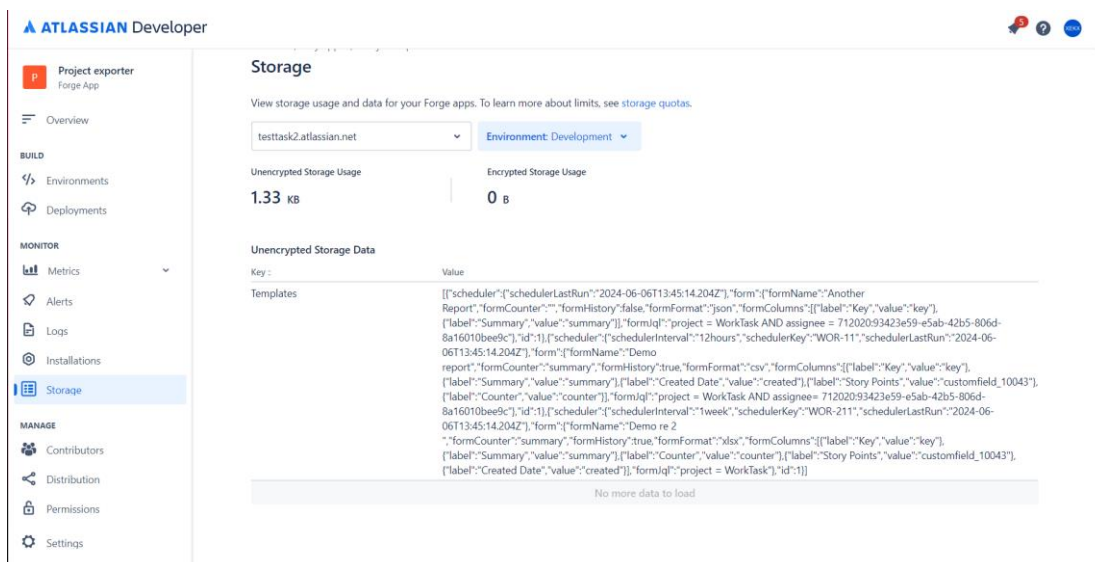 ATLASSIAN Developer
5
P
Project exporter
Forge App
Overview
BUILD
Environments
Deployments
MONITOR
Metrics
Alerts
Logs
Installations
Storage
MANAGE
Contributors
Distribution
Permissions
Settings
Storage
View storage usage and data for your Forge apps. To learn more about limits, see storage quotas.
testtask2.atlassian.net
Environment: Development
Unencrypted Storage Usage
1.33 KB
Encrypted Storage Usage
0 B
Unencrypted Storage Data
Key :
Value
Templates
[{"scheduler":{"schedulerLastRun":"2024-06-06T13:45:14.204Z"},"form":{"formName":"Another
Report","formCounter":"","formHistory":false,"formFormat":"json","formColumns":[{"label":"Key","value":"key"},
{"label":"Summary","value":"summary"}],"formJql":"project = WorkTask AND assignee = 712020:93423e59-e5ab-42b5-806d-
8a16010bee9c"},"id":1},{"scheduler":{"schedulerInterval":"12hours","schedulerKey":"WOR-11","schedulerLastRun":"2024-06-
06T13:45:14.204Z"},"form":{"formName":"Demo
report","formCounter":"summary","formHistory":true,"formFormat":"csv","formColumns":[{"label":"Key","value":"key"},
{"label":"Summary","value":"summary"},{"label":"Created Date","value":"created"},{"label":"Story Points","value":"customfield_10043"},
{"label":"Counter","value":"counter"}],"formJql":"project = WorkTask AND assignee= 712020:93423e59-e5ab-42b5-806d-
8a16010bee9c"},"id":1},{"scheduler":{"schedulerInterval":"1week","schedulerKey":"WOR-211","schedulerLastRun":"2024-06-
06T13:45:14.204Z"},"form":{"formName":"Demo re 2
","formCounter":"summary","formHistory":true,"formFormat":"xlsx","formColumns":[{"label":"Key","value":"key"},
{"label":"Summary","value":"summary"},{"label":"Counter","value":"counter"},{"label":"Story Points","value":"customfield_10043"},
{"label":"Created Date","value":"created"}],"formJql":"project = WorkTask"},"id":1}]
No more data to load